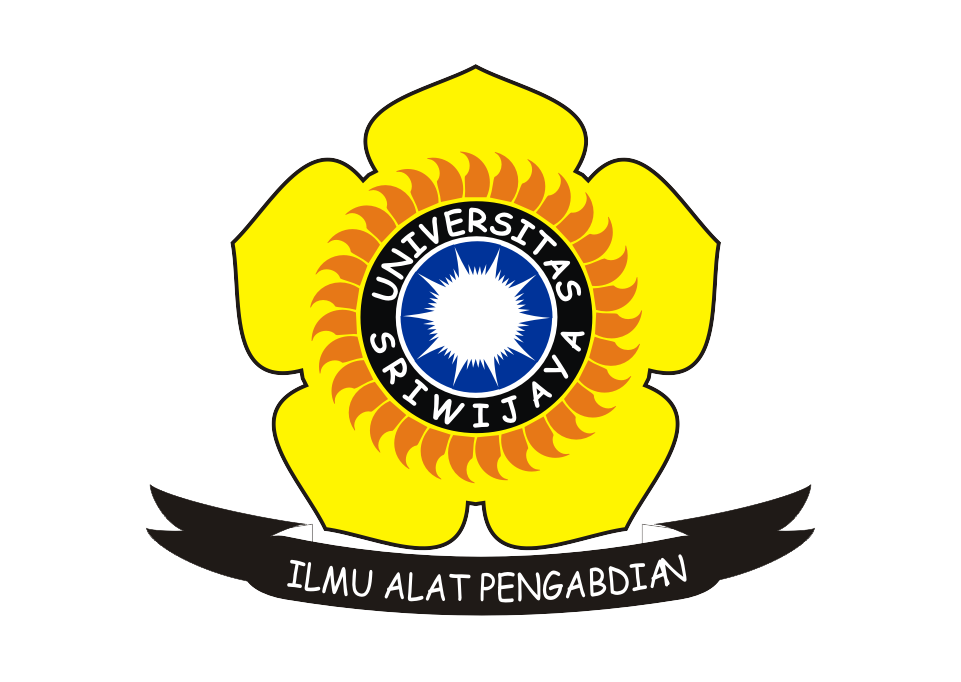 UNIVERSITAS
SRIWIJAYA
ILMU ALAT PENGABDIAN